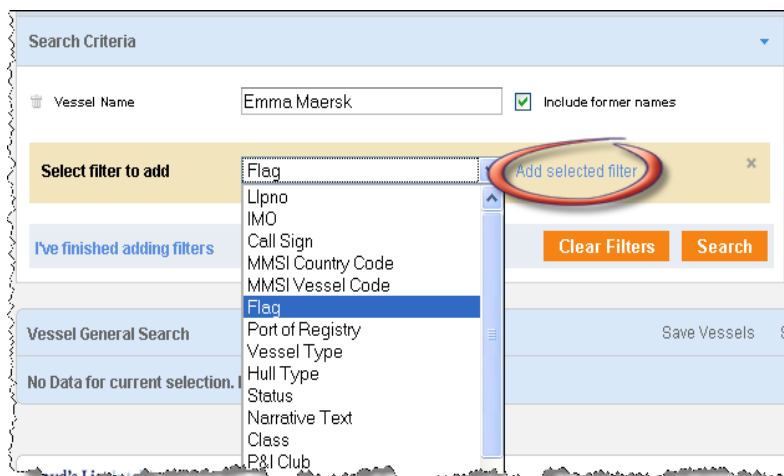 Search Criteria
Vessel Name Emma Maersk Include former names
Select filter to add Flag Add selected filter
Llpno
IMO
Call Sign
I've finished adding filters Clear Filters Search
MMSI Country Code
MMSI Vessel Code
Flag
Port of Registry
Vessel General Search Save Vessels S
Vessel Type
Hull Type
No Data for current selection.
Status
Narrative Text
Class
P&I Club